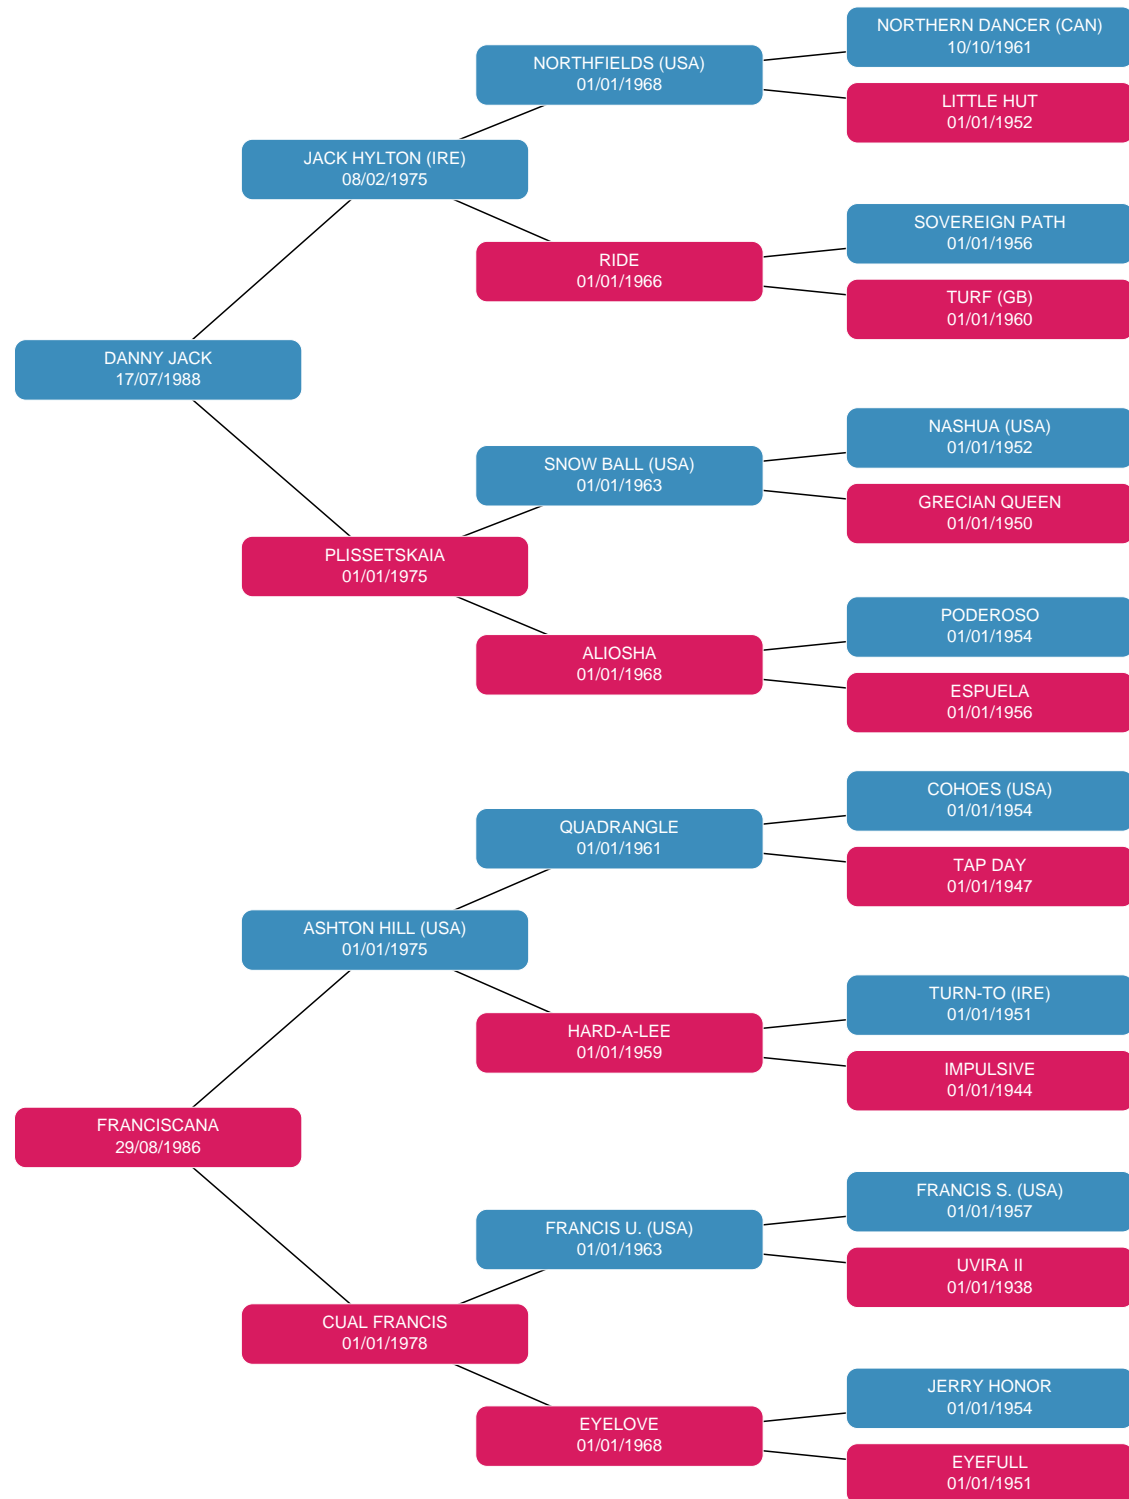 NORTHERN DANCER (CAN)
10/10/1961
NORTHFIELDS (USA)
01/01/1968
LITTLE HUT
01/01/1952
JACK HYLTON (IRE)
08/02/1975
SOVEREIGN PATH
01/01/1956
RIDE
01/01/1966
TURF (GB)
01/01/1960
DANNY JACK
17/07/1988
NASHUA (USA)
01/01/1952
SNOW BALL (USA)
01/01/1963
GRECIAN QUEEN
01/01/1950
PLISSETSKAIA
01/01/1975
PODEROSO
01/01/1954
ALIOSHA
01/01/1968
ESPUELA
01/01/1956
COHOES (USA)
01/01/1954
QUADRANGLE
01/01/1961
TAP DAY
01/01/1947
ASHTON HILL (USA)
01/01/1975
TURN-TO (IRE)
01/01/1951
HARD-A-LEE
01/01/1959
IMPULSIVE
01/01/1944
FRANCISCANA
29/08/1986
FRANCIS S. (USA)
01/01/1957
FRANCIS U. (USA)
01/01/1963
UVIRA II
01/01/1938
CUAL FRANCIS
01/01/1978
JERRY HONOR
01/01/1954
EYELOVE
01/01/1968
EYEFULL
01/01/1951